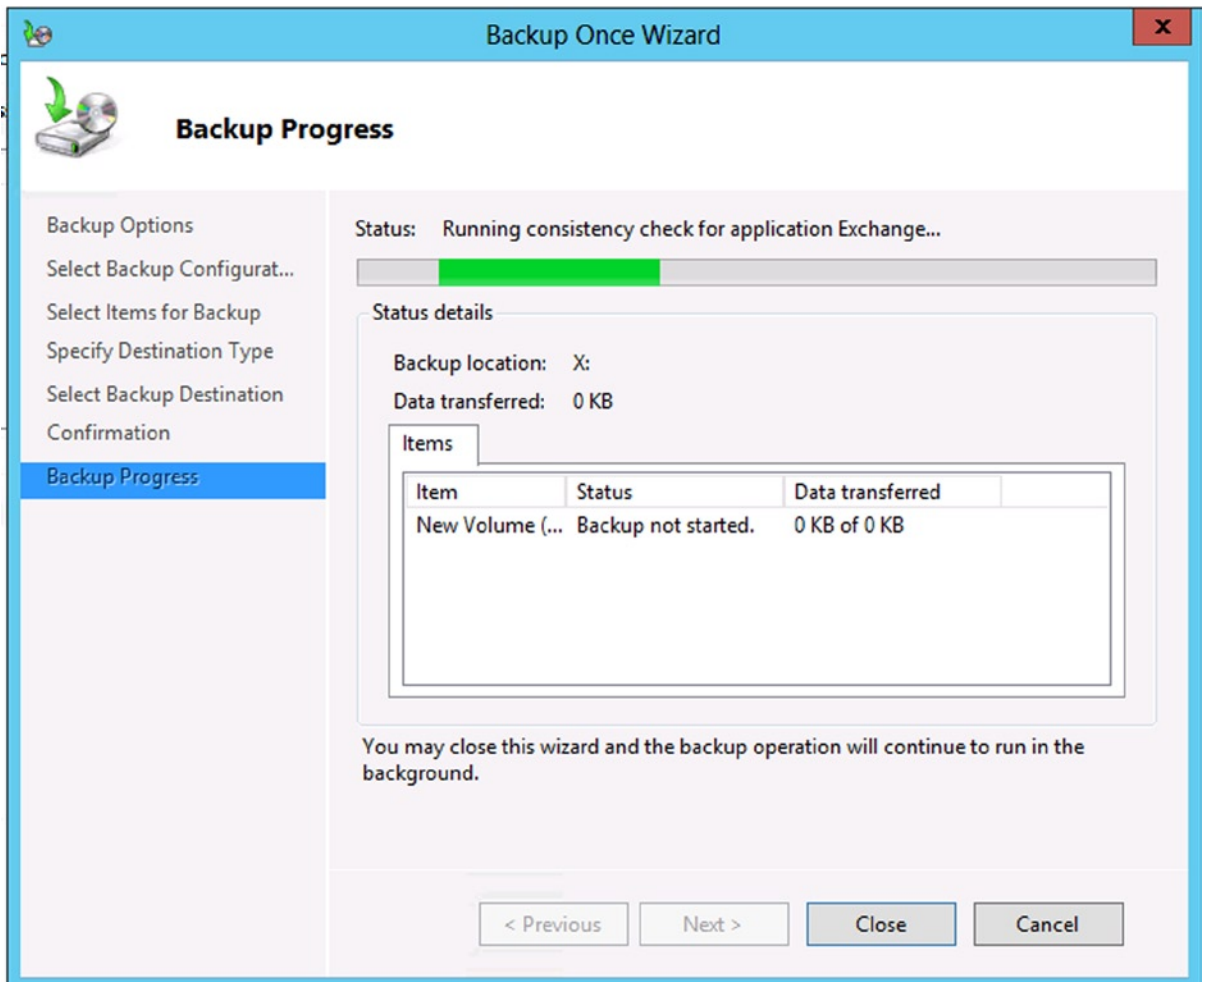 Backup Once Wizard
x
Backup Progress
Backup Options
Select Backup Configurat...
Select Items for Backup
Specify Destination Type
Select Backup Destination
Confirmation
Backup Progress
Status: Running consistency check for application Exchange...
Status details
Backup location: X:
Data transferred: 0 KB
Items
Item Status Data transferred
New Volume (... Backup not started. 0 KB of 0 KB
You may close this wizard and the backup operation will continue to run in the
background.
< Previous Next > Close Cancel